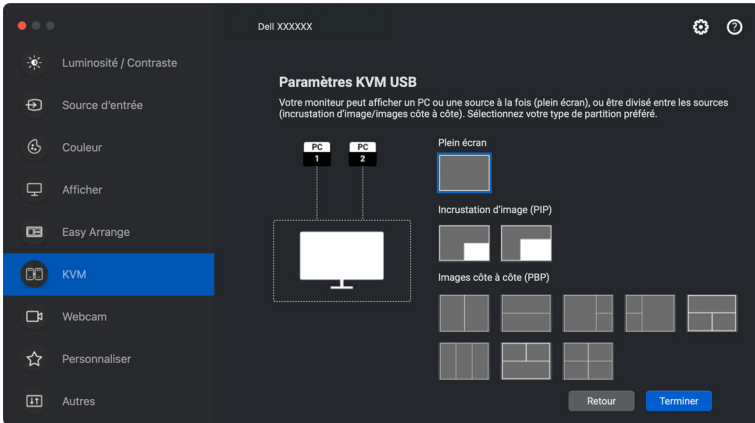 Dell XXXXXX
Luminosité / Contraste
Source d'entrée
Couleur
Afficher
Easy Arrange
KVM
Webcam
Personnaliser
Autres
Paramètres KVM USB
Votre moniteur peut afficher un PC ou une source à la fois (plein écran), ou être divisé entre les sources
(incrustation d'image/images côte à côte). Sélectionnez votre type de partition préféré.
PC
1
PC
2
Plein écran
Incrustation d'image (PIP)
Images côte à côte (PBP)
Retour
Terminer